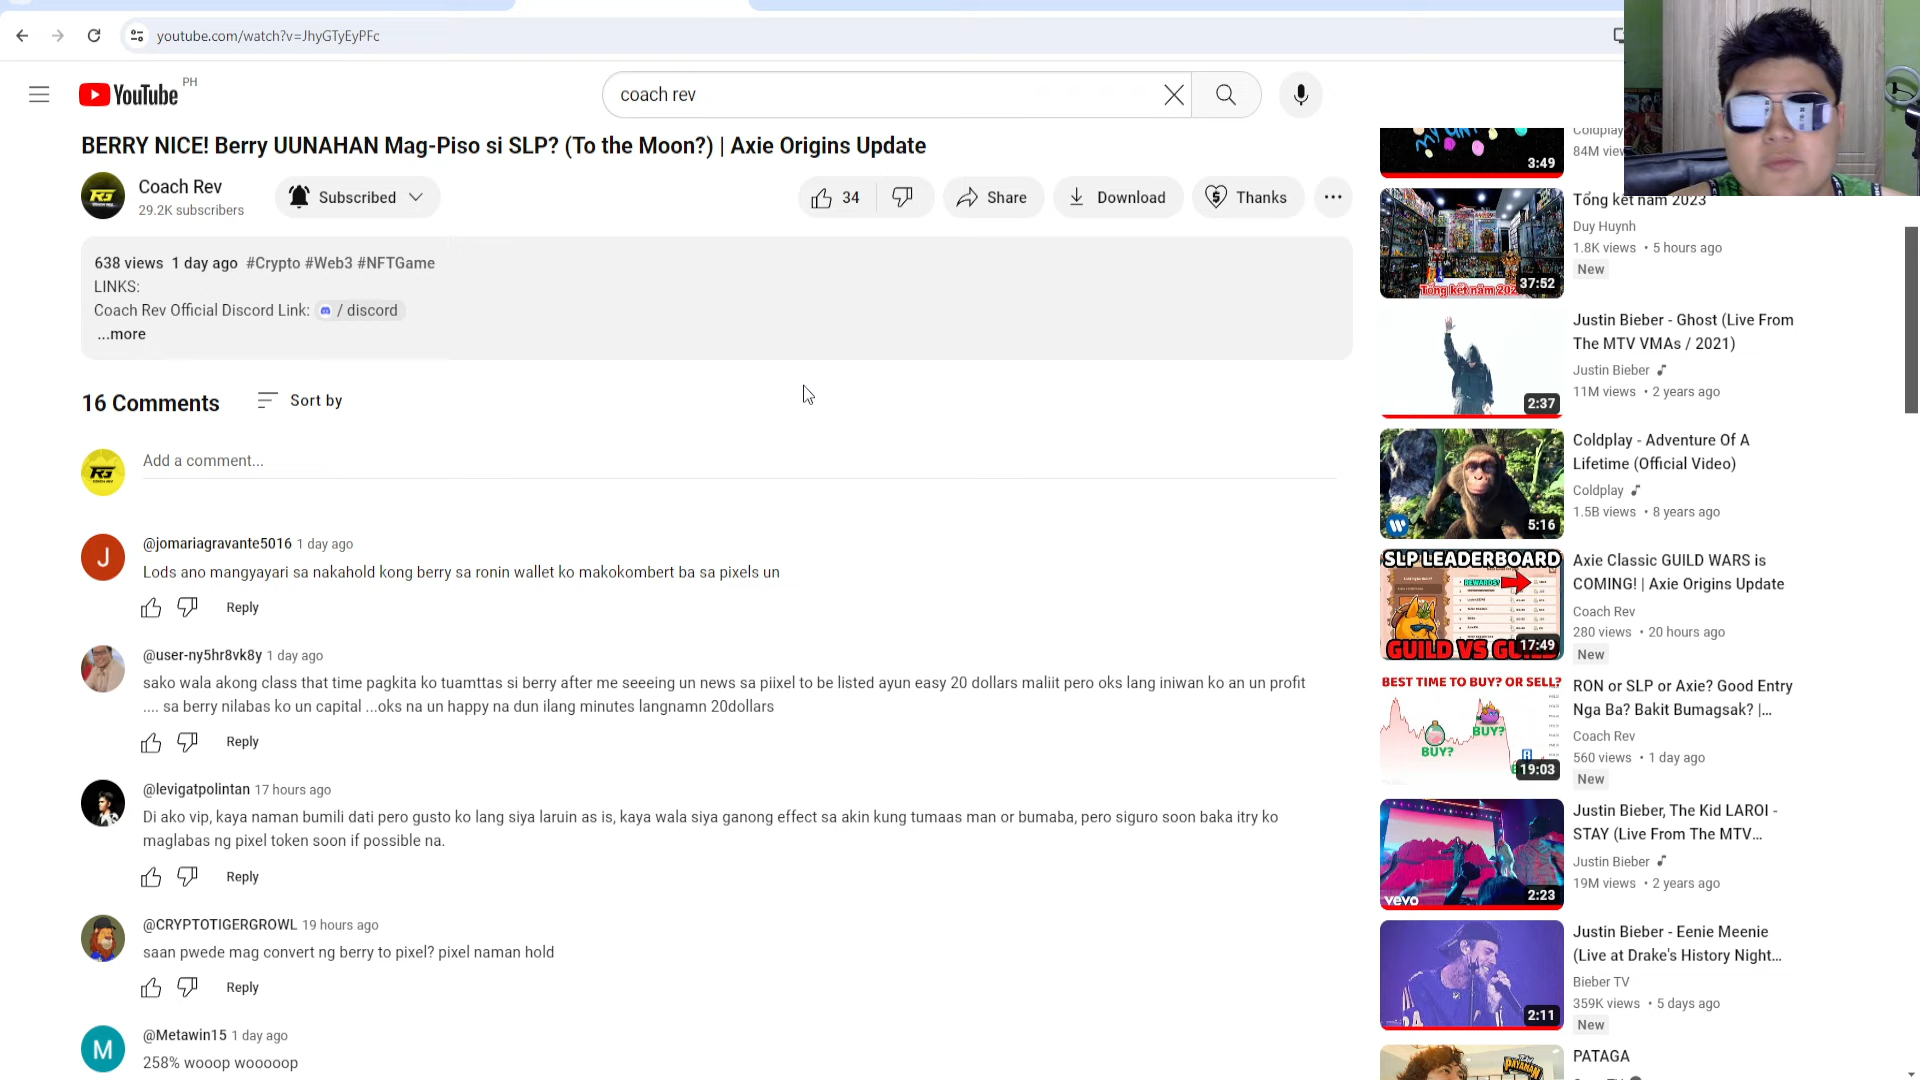 youtube.com/watch?v=JhyGTyEyPFc
YouTube PH
coach rev
BERRY NICE! Berry UUNAHAN Mag-Piso si SLP? (To the Moon?) | Axie Origins Update
Coach Rev
29.2K subscribers
Subscribed
34
Share
Download
Thanks
638 views 1 day ago #Crypto #Web3 #NFTGame
LINKS:
Coach Rev Official Discord Link: / discord
...more
16 Comments
Sort by
Add a comment...
@jomariagravante5016 1 day ago
Lods ano mangyayari sa nakahold kong berry sa ronin wallet ko makokombert ba sa pixels un
Reply
@user-ny5hr8vk8y 1 day ago
sako wala akong class that time pagkita ko tuamttas si berry after me seeeing un news sa piixel to be listed ayun easy 20 dollars maliit pero oks lang iniwan ko an un profit
.... sa berry nilabas ko un capital ...oks na un happy na dun ilang minutes langnamn 20dollars
Reply
@levigatpolintan 17 hours ago
Di ako vip, kaya naman bumili dati pero gusto ko lang siya laruin as is, kaya wala siya ganong effect sa akin kung tumaas man or bumaba, pero siguro soon baka itry ko
maglabas ng pixel token soon if possible na.
Reply
@CRYPTOTIGERGROWL 19 hours ago
saan pwede mag convert ng berry to pixel? pixel naman hold
Reply
@Metawin15 1 day ago
258% wooop wooooop
3:49
Coldplay
84M
Tổng kết năm 2023
Duy Huynh
1.8K views • 5 hours ago
New
37:52
Justin Bieber - Ghost (Live From
The MTV VMAs / 2021)
Justin Bieber
11M views • 2 years ago
2:37
Coldplay - Adventure Of A
Lifetime (Official Video)
Coldplay
1.5B views • 8 years ago
5:16
SLP LEADERBOARD
REWARDS?
17:49
Axie Classic GUILD WARS is
COMING! | Axie Origins Update
Coach Rev
280 views • 20 hours ago
New
BEST TIME TO BUY? OR SELL?
BUY?
BUY?
19:03
RON or SLP or Axie? Good Entry
Nga Ba? Bakit Bumagsak? |...
Coach Rev
560 views • 1 day ago
New
vevo
2:23
Justin Bieber, The Kid LAROI -
STAY (Live From The MTV...
Justin Bieber
19M views • 2 years ago
2:11
Justin Bieber - Eenie Meenie
(Live at Drake's History Night...
Bieber TV
359K views • 5 days ago
New
PATAGA